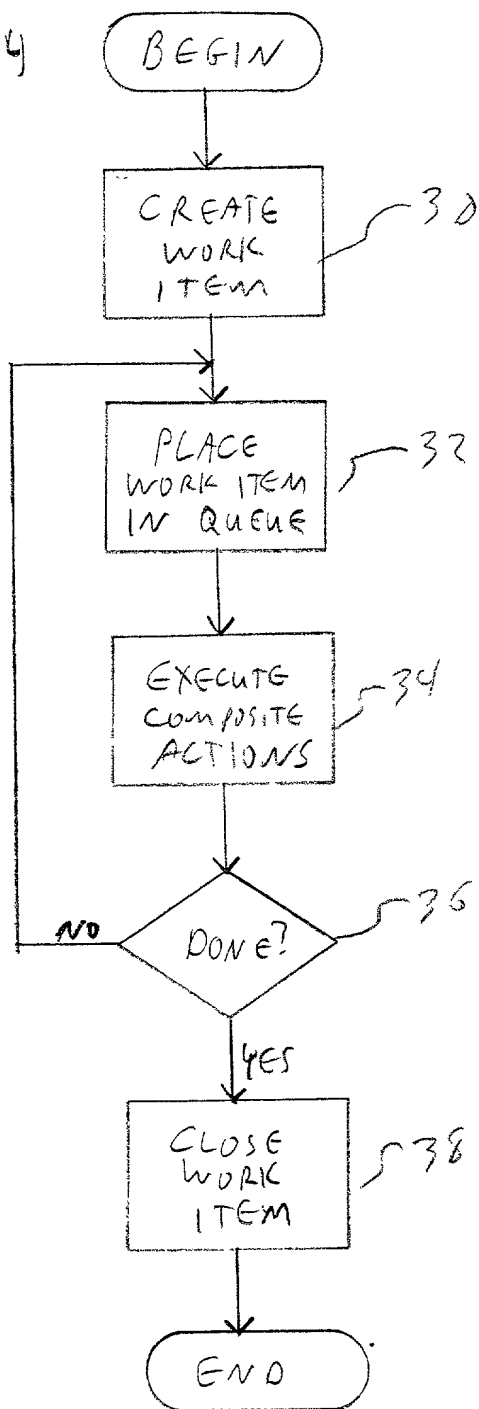 4
BEGIN
CREATE
WORK
ITEM
30
PLACE
WORK ITEM
IN QUEUE
32
EXECUTE
COMPOSITE
ACTIONS
34
DONE?
36
NO
YES
CLOSE
WORK
ITEM
38
END